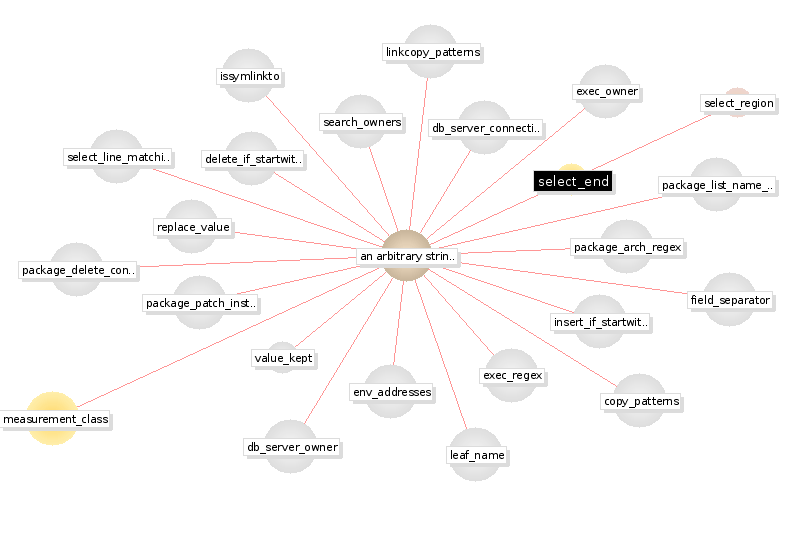 linkcopy_patterns
issymlinkto
exec_owner
select_region
search_owners
db_server_connecti..
select_line_matchi..
delete_if_startwit..
select_end
package_list_name_..
replace_value
package_arch_regex
an arbitrary strin..
package_delete_con..
package_patch_inst..
field_separator
insert_if_startwit..
value_kept
exec_regex
env_addresses
copy_patterns
measurement_class
db_server_owner
leaf_name